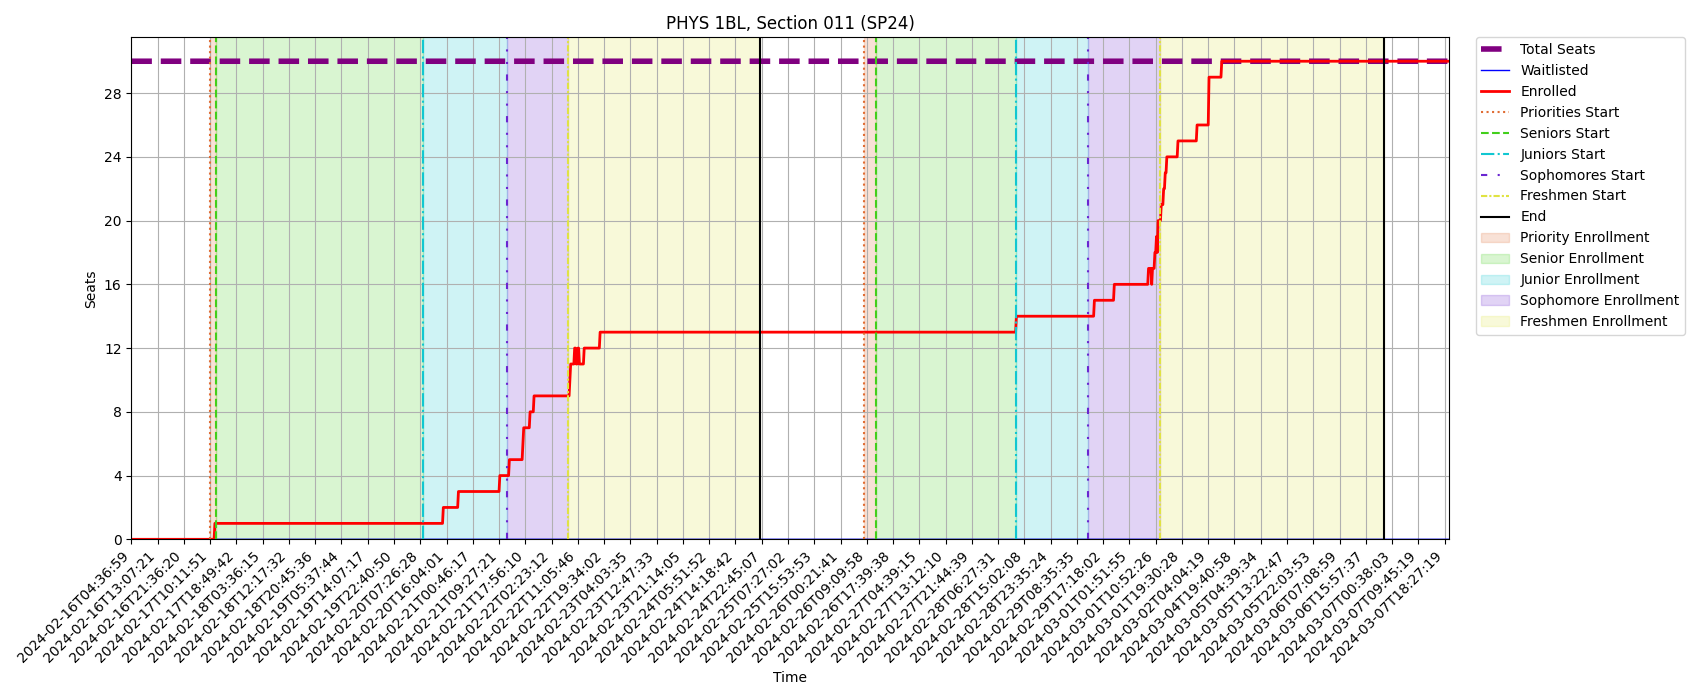 PHYS 1BL, Section 011 (SP24)
Seats
28
24
20
16
12
8
4
0
2024-02-16T04:36:59
2024-02-16T13:07:21
2024-02-16T21:36:20
2024-02-17T10:11:51
2024-02-17T18:49:42
2024-02-18T03:36:15
2024-02-18T12:17:32
2024-02-18T20:45:36
2024-02-19T05:37:44
2024-02-19T14:07:17
2024-02-19T22:40:50
2024-02-20T07:26:28
2024-02-20T16:04:01
2024-02-21T00:46:17
2024-02-21T09:27:21
2024-02-21T17:56:10
2024-02-22T02:23:12
2024-02-22T11:05:46
2024-02-22T19:34:02
2024-02-23T04:03:35
2024-02-23T12:47:33
2024-02-23T21:14:05
2024-02-24T05:51:52
2024-02-24T14:18:42
2024-02-24T22:45:07
2024-02-25T07:27:02
2024-02-25T15:53:53
2024-02-26T00:21:41
2024-02-26T09:09:58
2024-02-26T17:39:38
2024-02-27T04:39:15
2024-02-27T13:12:10
2024-02-27T21:44:39
2024-02-28T06:27:31
2024-02-28T15:02:08
2024-02-28T23:35:24
2024-02-29T08:35:35
2024-02-29T17:18:02
2024-03-01T01:51:55
2024-03-01T10:52:26
2024-03-01T19:30:28
2024-03-02T04:04:19
2024-03-04T19:40:58
2024-03-05T04:39:34
2024-03-05T13:22:47
2024-03-05T22:03:53
2024-03-06T07:08:59
2024-03-06T15:57:37
2024-03-07T00:38:03
2024-03-07T09:45:19
2024-03-07T18:27:19
Time
Total Seats
Waitlisted
Enrolled
Priorities Start
Seniors Start
Juniors Start
Sophomores Start
Freshmen Start
End
Priority Enrollment
Senior Enrollment
Junior Enrollment
Sophomore Enrollment
Freshmen Enrollment